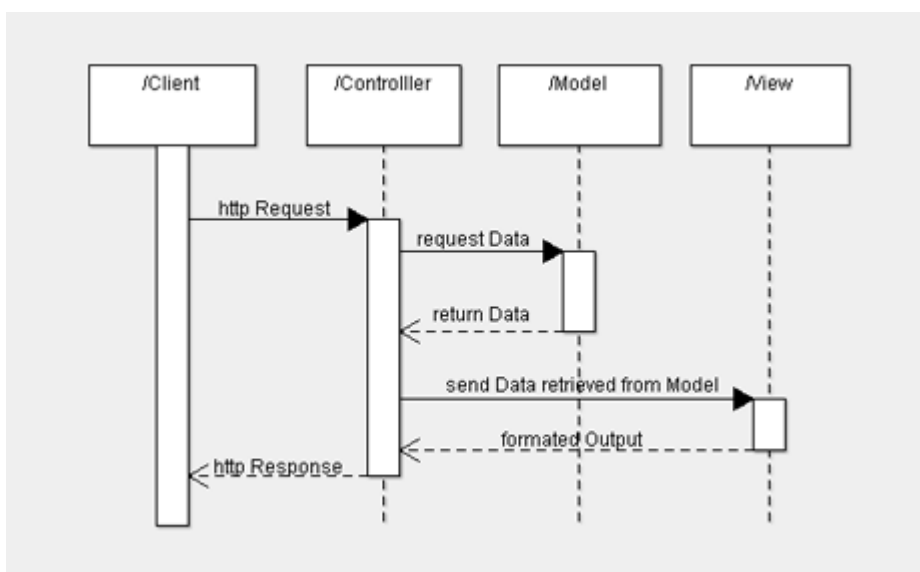 /Client
/Controlller
/Model
/View
http Request
request Data
return Data
send Data retrieved from Model
formated Output
http Response